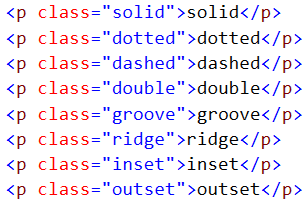 <p class="solid">solid</p>
<p class="dotted">dotted</p>
<p class="dashed">dashed</p>
<p class="double">double</p>
<p class="groove">groove</p>
<p class="ridge">ridge</p>
<p class="inset">inset</p>
<p class="outset">outset</p>